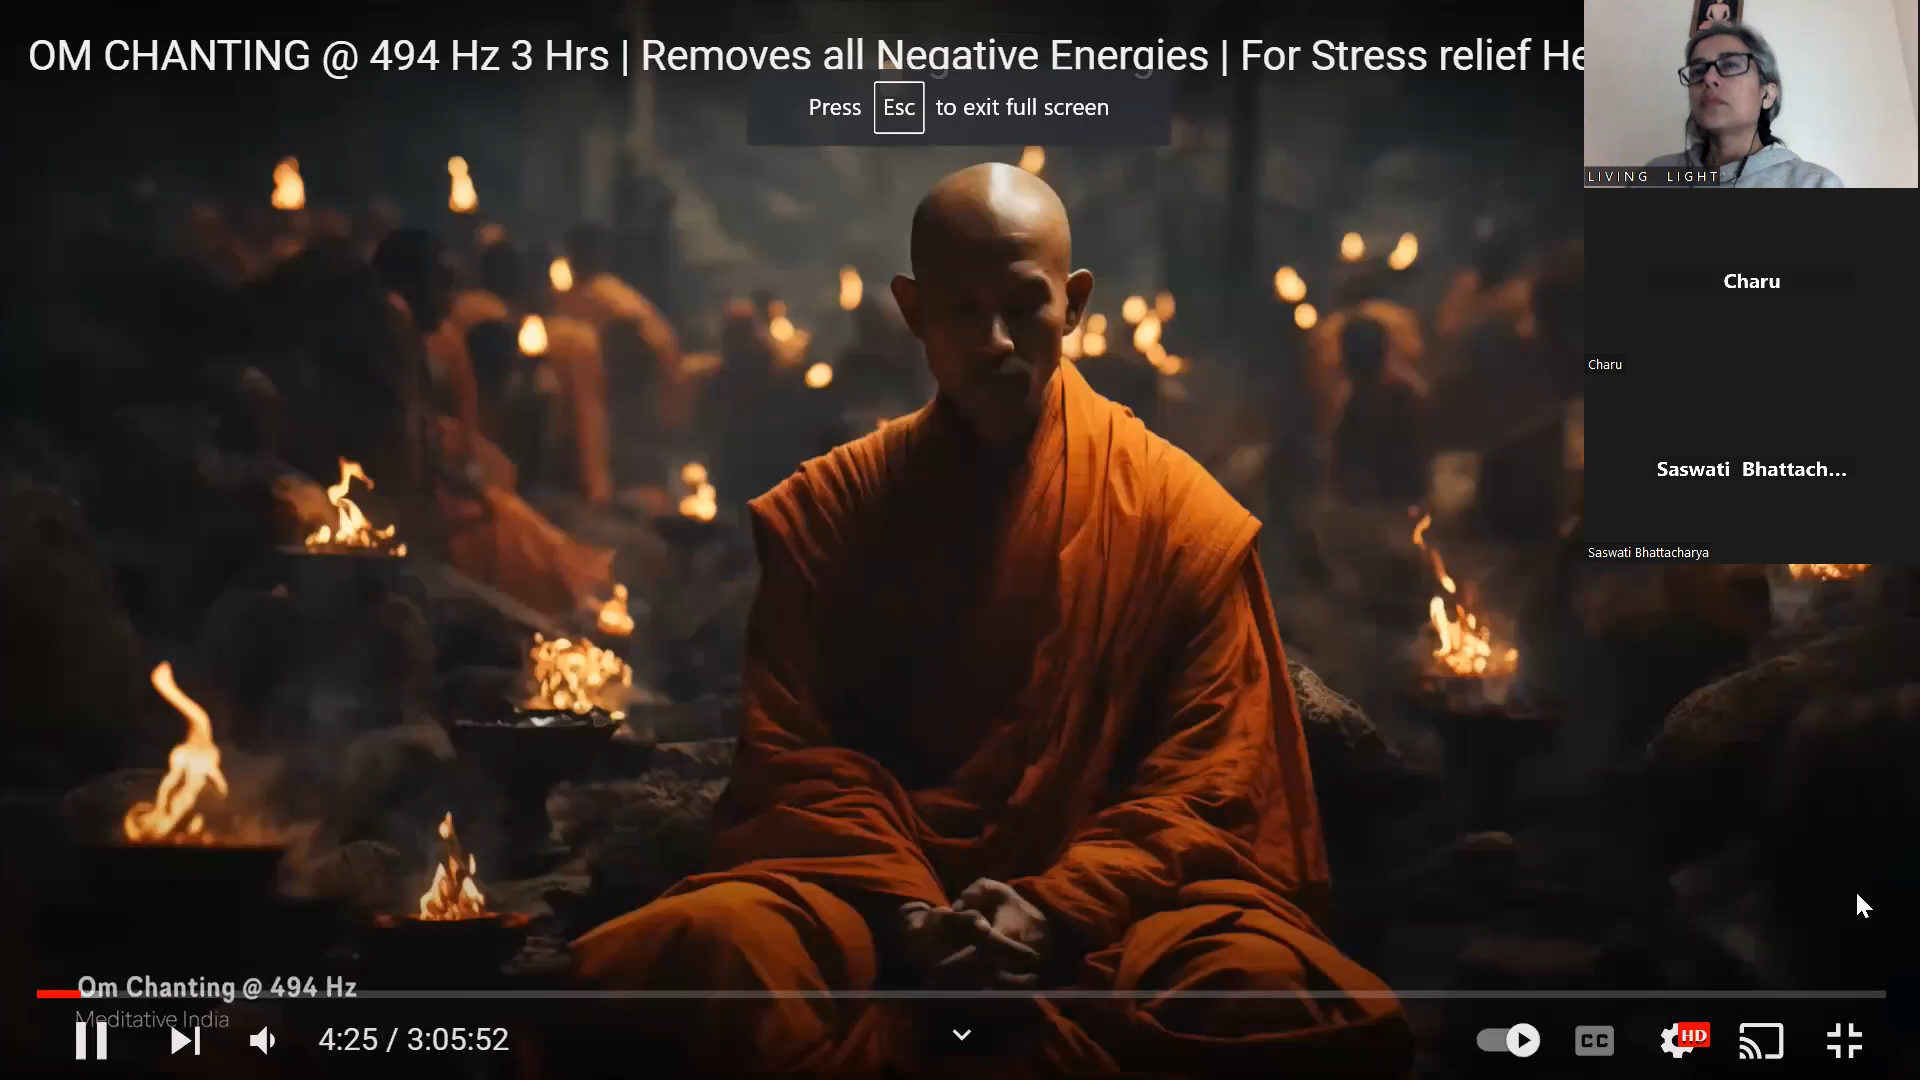 OM CHANTING @ 494 Hz 3 Hrs | Removes all Negative Energies | For Stress relief He
Press Esc to exit full screen
LIVING LIGHT
Charu
Charu
Saswati Bhattach...
Saswati Bhattacharya
Om Chanting @ 494 Hz
Meditative India
4:25 / 3:05:52
CC
HD